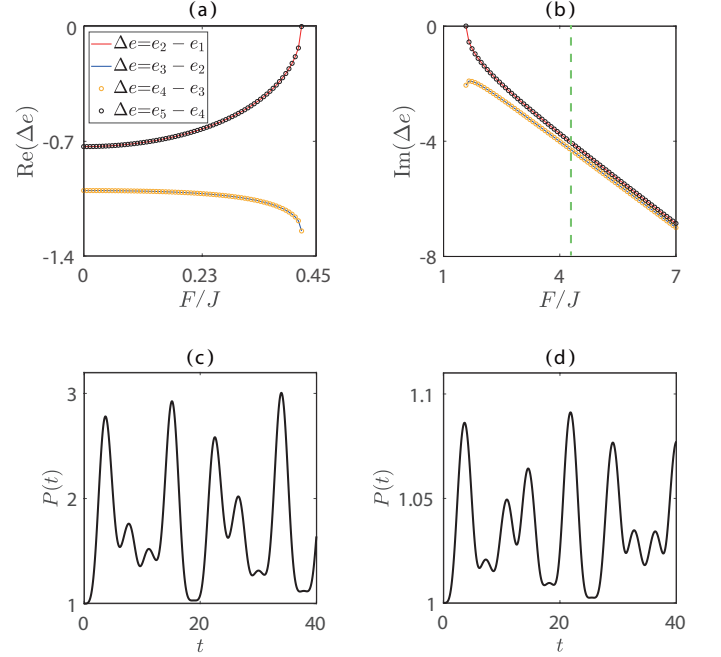 (a)
0
-0.7
-1.4
Re(Δe)
Δe=e₂ − e₁
Δe=e₃ − e₂
Δe=e₄ − e₃
Δe=e₅ − e₄
0
0.23
0.45
F/J
(b)
0
-4
-8
Im(Δe)
1
4
7
F/J
(c)
3
2
1
P(t)
0
20
40
t
(d)
1.1
1.05
1
P(t)
0
20
40
t